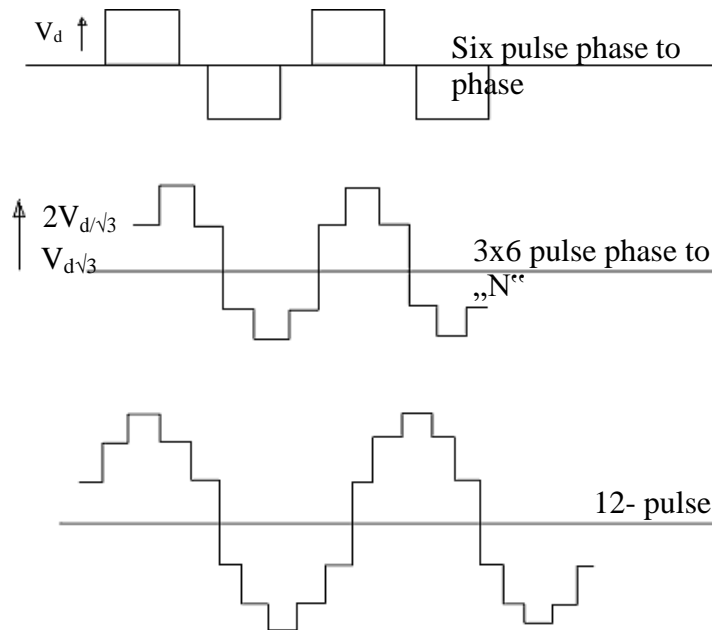 V_d
Six pulse phase to
phase
2V_d/√3
V_d√3
3x6 pulse phase to
„N“
12- pulse